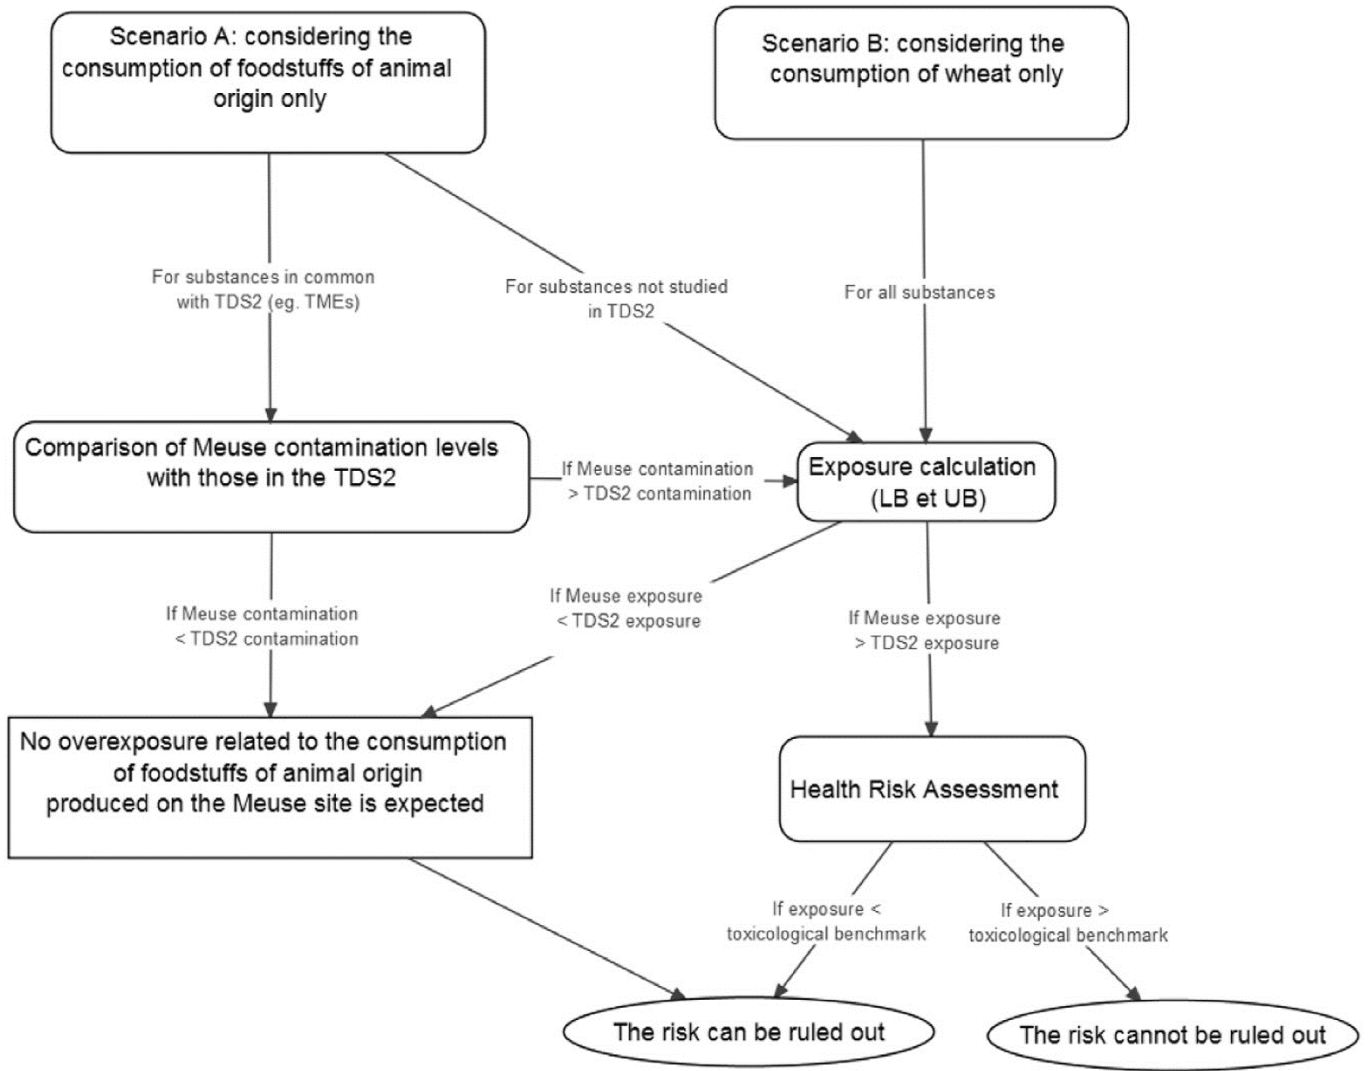 Scenario A: considering the
consumption of foodstuffs of animal
origin only
Scenario B: considering the
consumption of wheat only
For substances in common
with TDS2 (eg. TMEs)
For substances not studied
in TDS2
For all substances
Comparison of Meuse contamination levels
with those in the TDS2
If Meuse contamination
> TDS2 contamination
Exposure calculation
(LB et UB)
If Meuse contamination
< TDS2 contamination
If Meuse exposure
< TDS2 exposure
If Meuse exposure
> TDS2 exposure
No overexposure related to the consumption
of foodstuffs of animal origin
produced on the Meuse site is expected
Health Risk Assessment
If exposure <
toxicological benchmark
If exposure >
toxicological benchmark
The risk can be ruled out
The risk cannot be ruled out